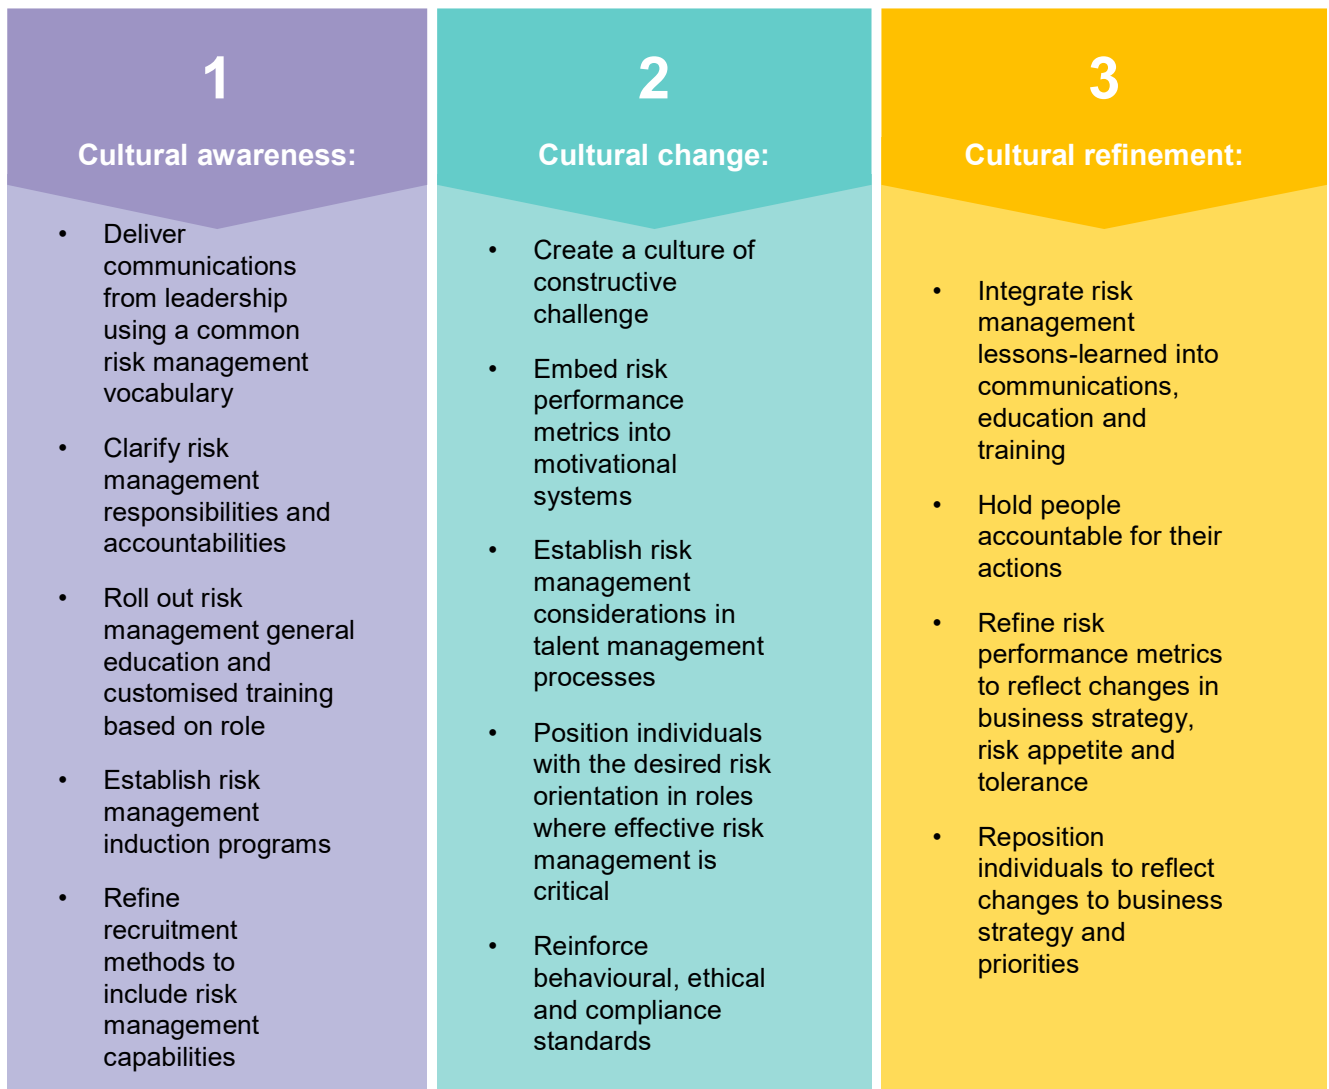 1
Cultural awareness:
• Deliver
communications
from leadership
using a common
risk management
vocabulary
• Clarify risk
management
responsibilities and
accountabilities
• Roll out risk
management general
education and
customised training
based on role
• Establish risk
management
induction programs
• Refine
recruitment
methods to
include risk
management
capabilities
2
Cultural change:
• Create a culture of
constructive
challenge
• Embed risk
performance
metrics into
motivational
systems
• Establish risk
management
considerations in
talent management
processes
• Position individuals
with the desired risk
orientation in roles
where effective risk
management is
critical
• Reinforce
behavioural, ethical
and compliance
standards
3
Cultural refinement:
• Integrate risk
management
lessons-learned into
communications,
education and
training
• Hold people
accountable for their
actions
• Refine risk
performance metrics
to reflect changes in
business strategy,
risk appetite and
tolerance
• Reposition
individuals to reflect
changes to business
strategy and
priorities